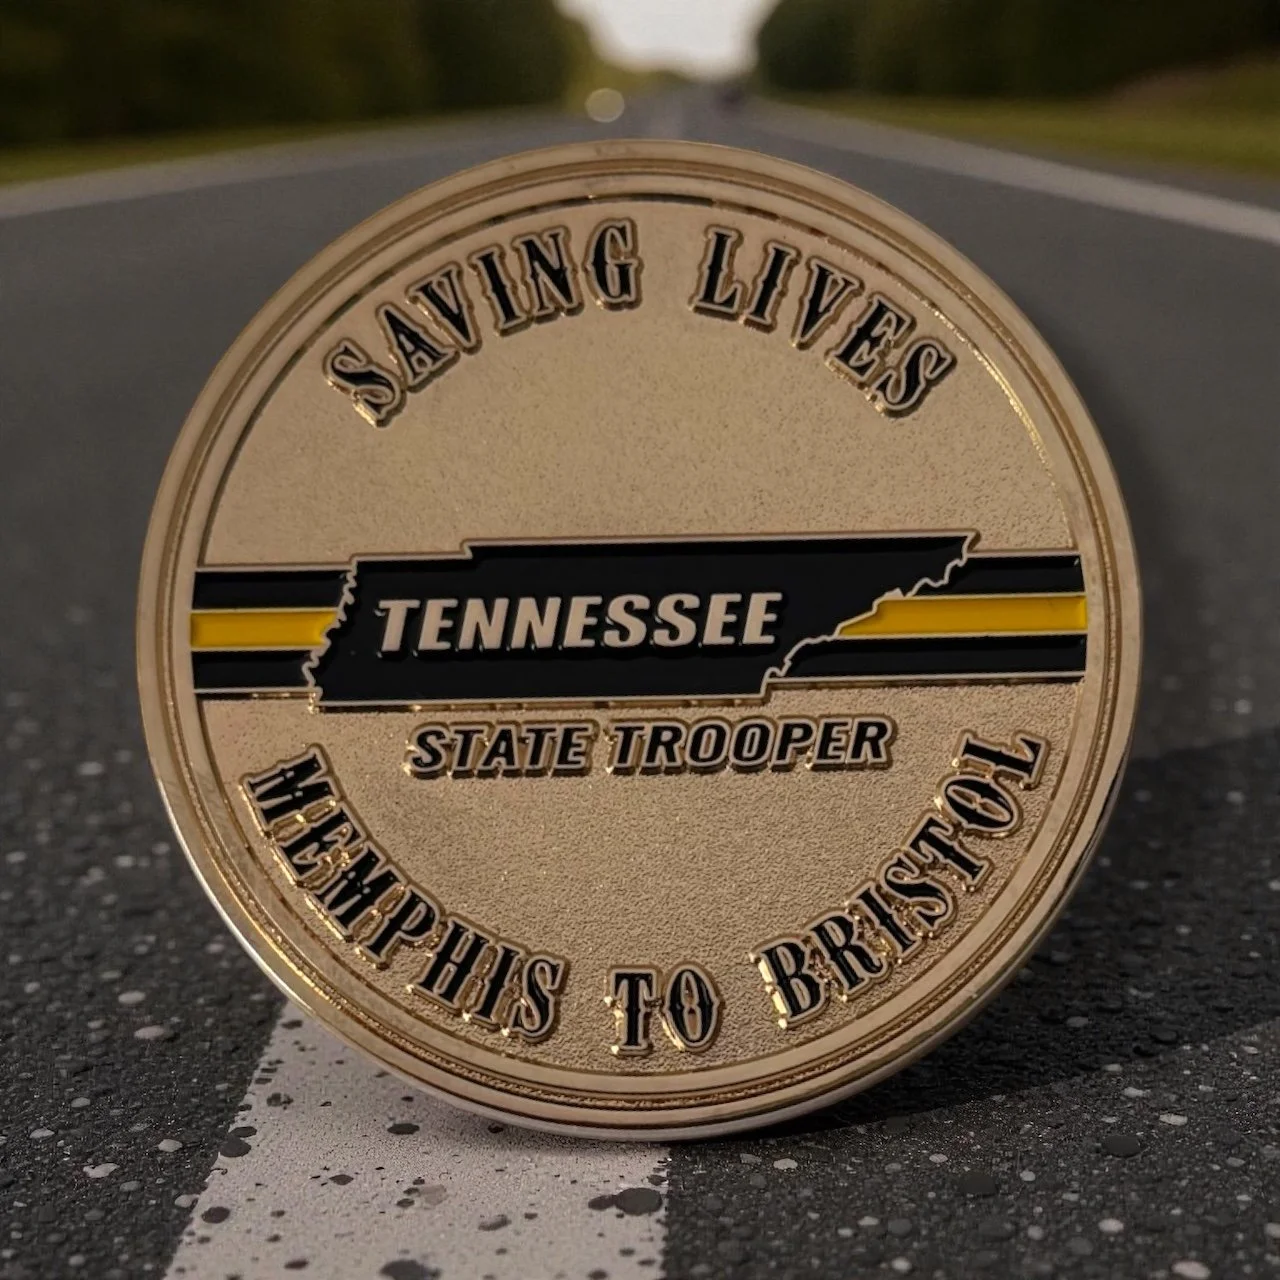 SAVING LIVES
TENNESSEE
STATE TROOPER
MEMPHIS TO BRISTOL